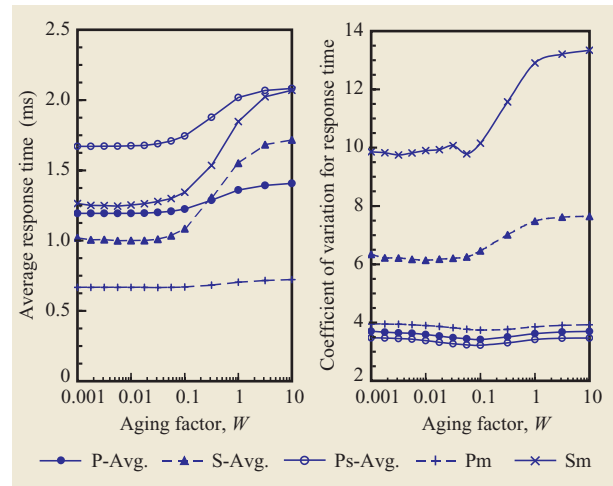 Average response time (ms)
2.5
2.0
1.5
1.0
0.5
0
0.001 0.01 0.1 1 10
Aging factor, W
Coefficient of variation for response time
14
12
10
8
6
4
2
0.001 0.01 0.1 1 10
Aging factor, W
P-Avg. S-Avg. Ps-Avg. Pm Sm